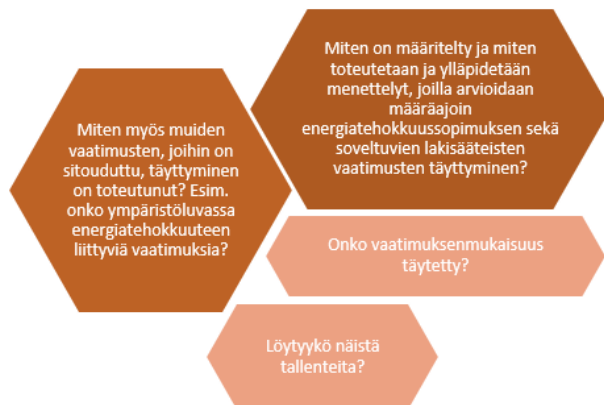 Miten on määritelty ja miten
toteutetaan ja ylläpidetään
menettelyt, joilla arvioidaan
määräajoin
energiatehokkuussopimuksen sekä
soveltuvien lakisääteisten
vaatimusten täyttyminen?
Miten myös muiden
vaatimusten, joihin on
sitouduttu, täyttyminen
on toteutunut? Esim.
onko ympäristöluvassa
energiatehokkuuteen
liittyviä vaatimuksia?
Onko vaatimuksenmukaisuus
täytetty?
Löytyykö näistä
tallenteita?